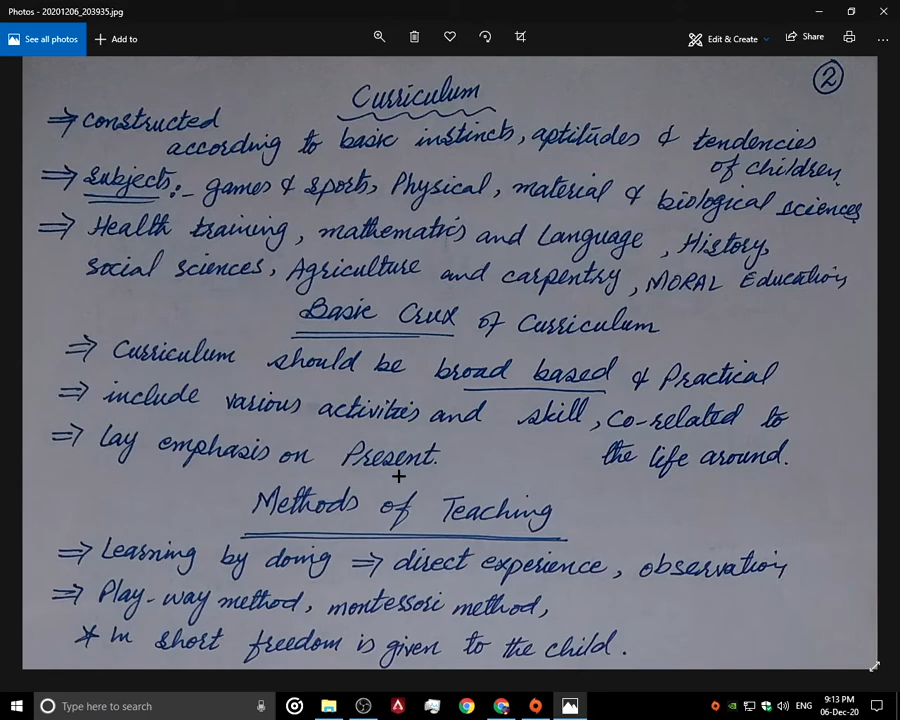 Photos - 20201206_203935.jpg
See all photos
Add to
Edit & Create
Share
2
Curriculum
⇒ constructed
according to basic instincts, aptitudes & tendencies
of children,
⇒ Subjects:- games & sports, Physical, material & biological sciences
⇒ Health training, mathematics and Language, History,
social sciences, Agriculture and carpentry, MORAL Education
Basic Crux of Curriculum
⇒ Curriculum should be broad based & Practical
⇒ include various activities and skill, co-related to
the life around.
⇒ Lay emphasis on Present.
Methods of Teaching
⇒ Learning by doing ⇒ direct experience, observation
⇒ Play-way method, montessori method,
* In short freedom is given to the child.
Type here to search
9:13 PM
06-Dec-20